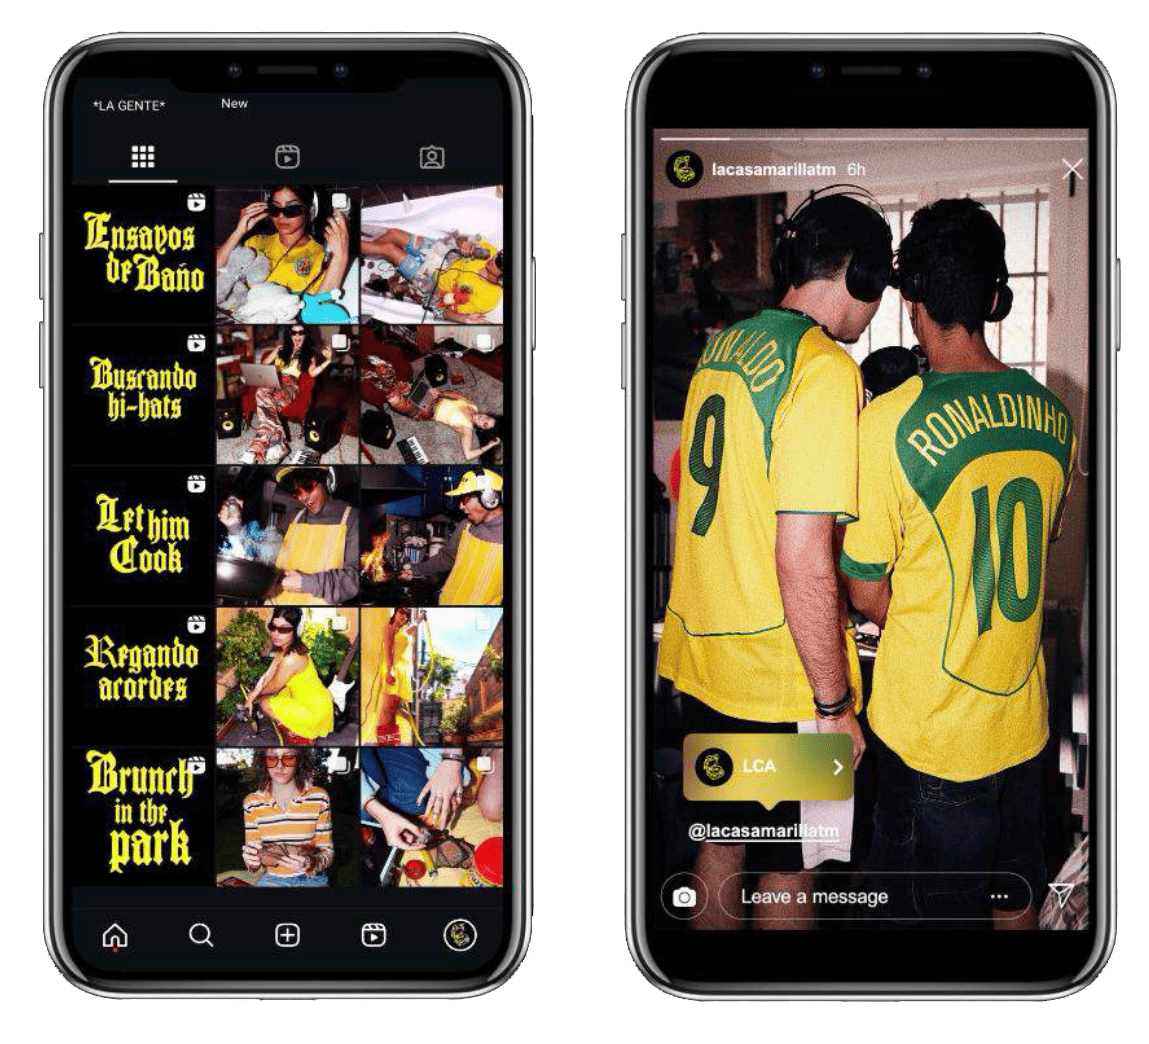 *LA GENTE*
New
Ensayos
de Baño
Buscando
hi-hats
Let him
Cook
Regando
acordes
Brunch
in the
park
lacasamarillatm 6h
RONALDO
9
RONALDINHO
10
LCA
@lacasamarillatm
Leave a message